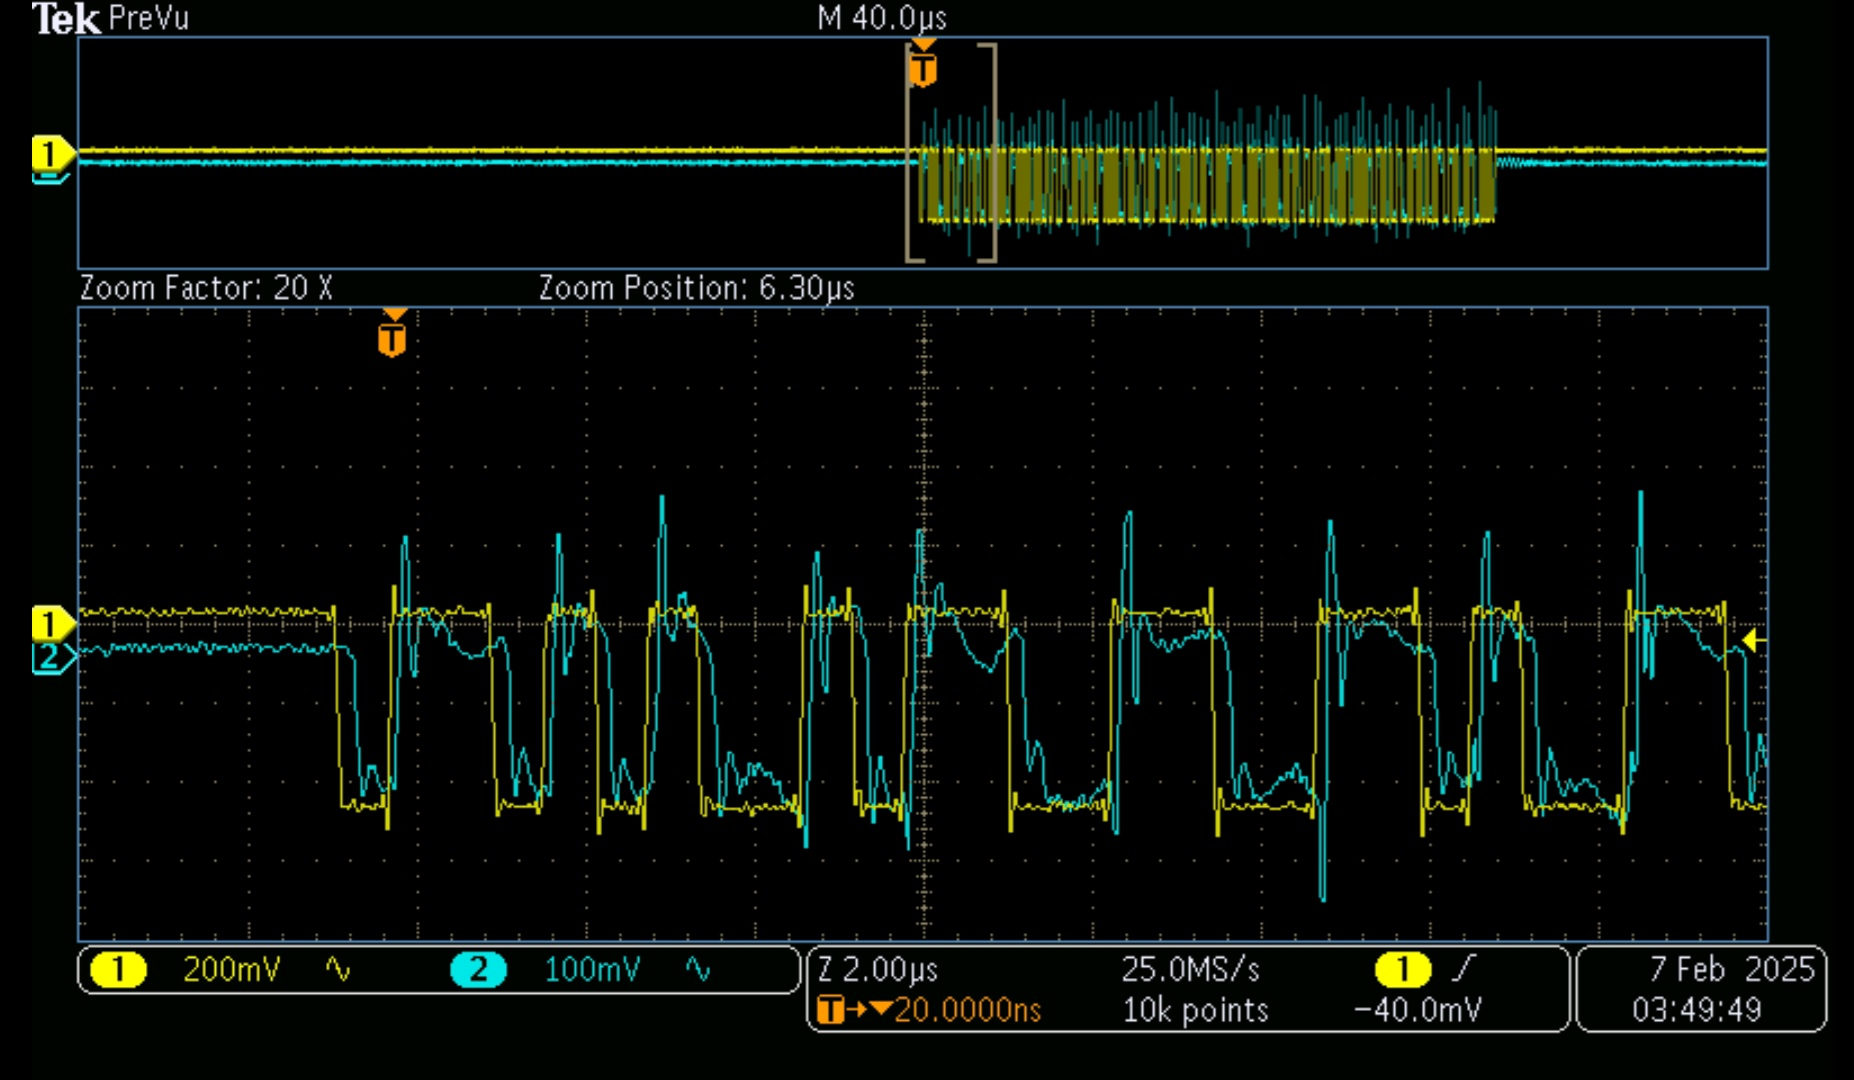 Tek PreVu
M 40.0µs
T
1
Zoom Factor: 20 X
Zoom Position: 6.30µs
T
1
2
1 200mV
2 100mV
Z 2.00µs
25.0MS/s
1
T→▼20.0000ns
10k points
−40.0mV
7 Feb 2025
03:49:49